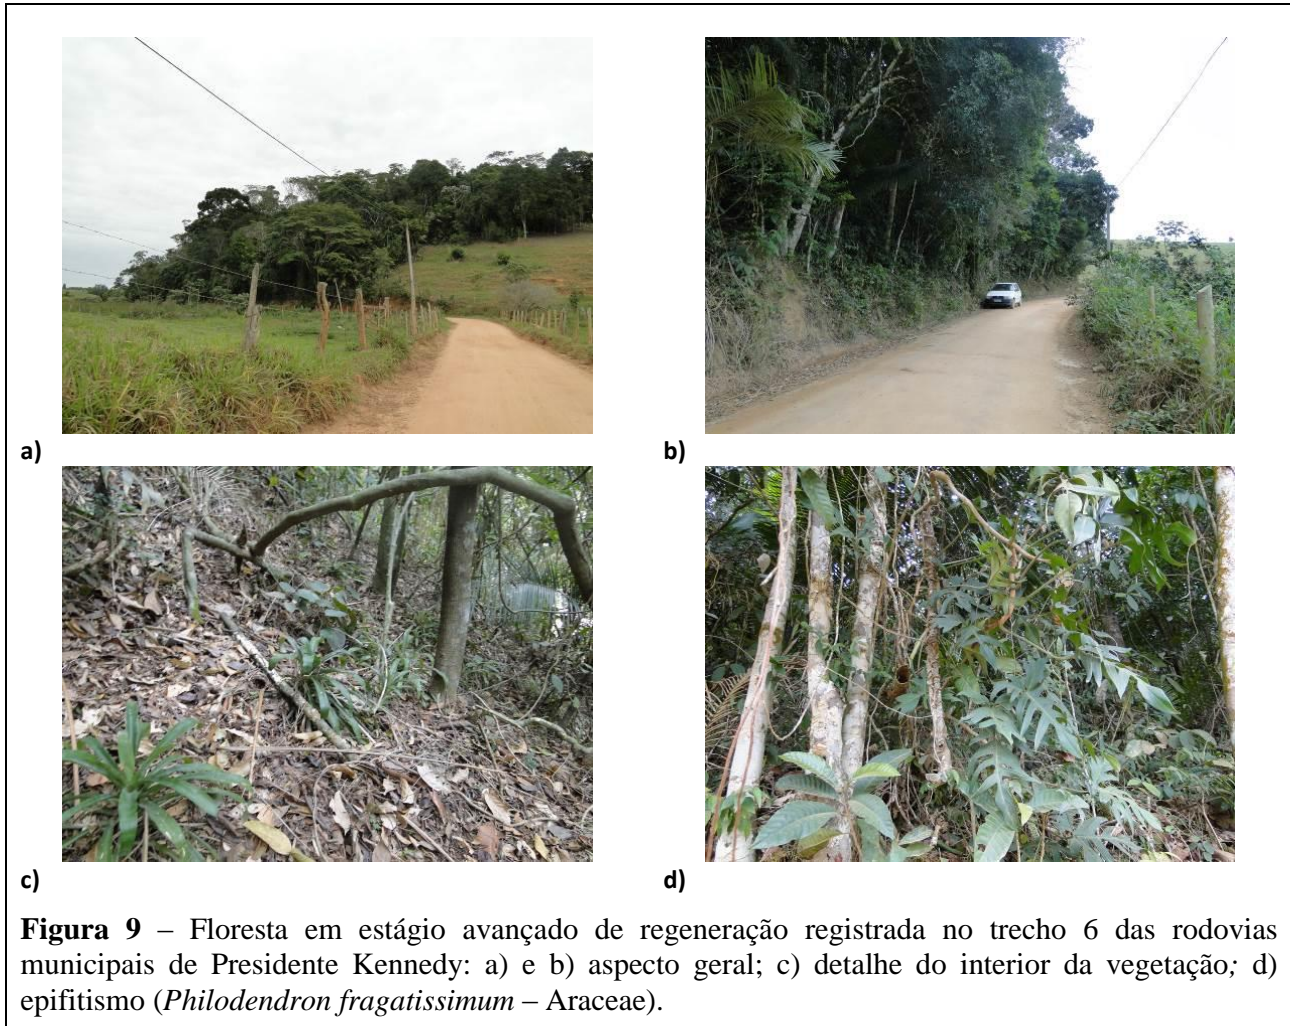 a)
b)
c)
d)
Figura 9 – Floresta em estágio avançado de regeneração registrada no trecho 6 das rodovias
municipais de Presidente Kennedy: a) e b) aspecto geral; c) detalhe do interior da vegetação; d)
epifitismo (Philodendron fragatissimum – Araceae).